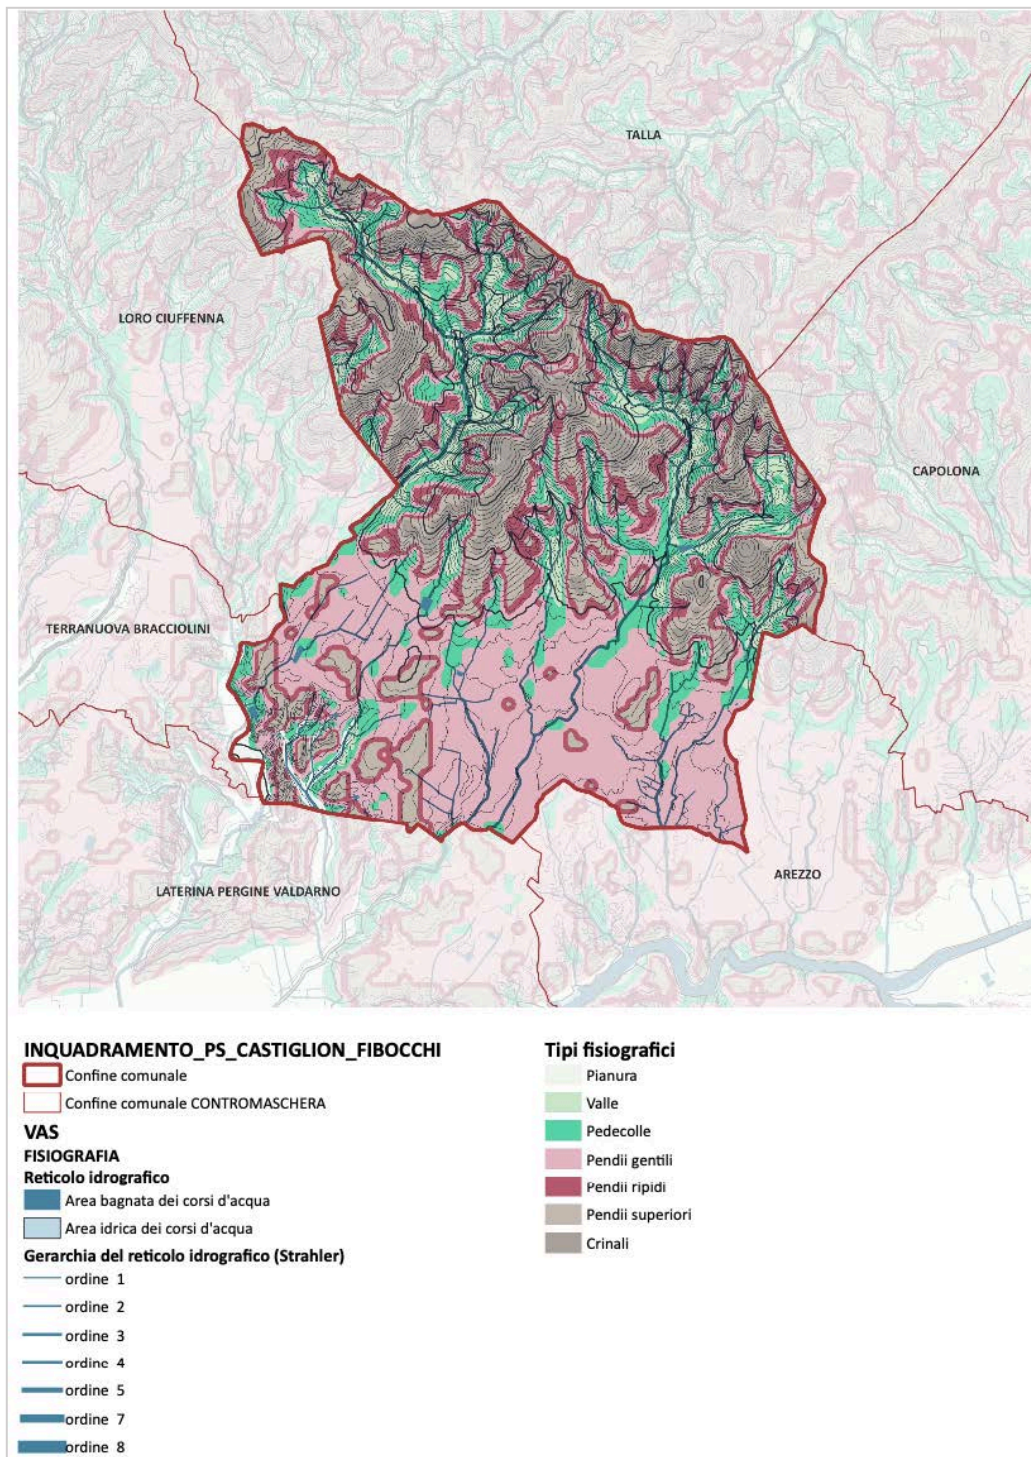 TALLA
LORO CIUFFENNA
CAPOLONA
TERRANUOVA BRACCIOLINI
AREZZO
LATERINA PERGINE VALDARNO
INQUADRAMENTO_PS_CASTIGLION_FIBOCCHI
Confine comunale
Confine comunale CONTROMASCHERA
VAS
FISIOGRAFIA
Reticolo idrografico
Area bagnata dei corsi d'acqua
Area idrica dei corsi d'acqua
Gerarchia del reticolo idrografico (Strahler)
ordine 1
ordine 2
ordine 3
ordine 4
ordine 5
ordine 7
ordine 8
Tipi fisiografici
Pianura
Valle
Pedecolle
Pendii gentili
Pendii ripidi
Pendii superiori
Crinali